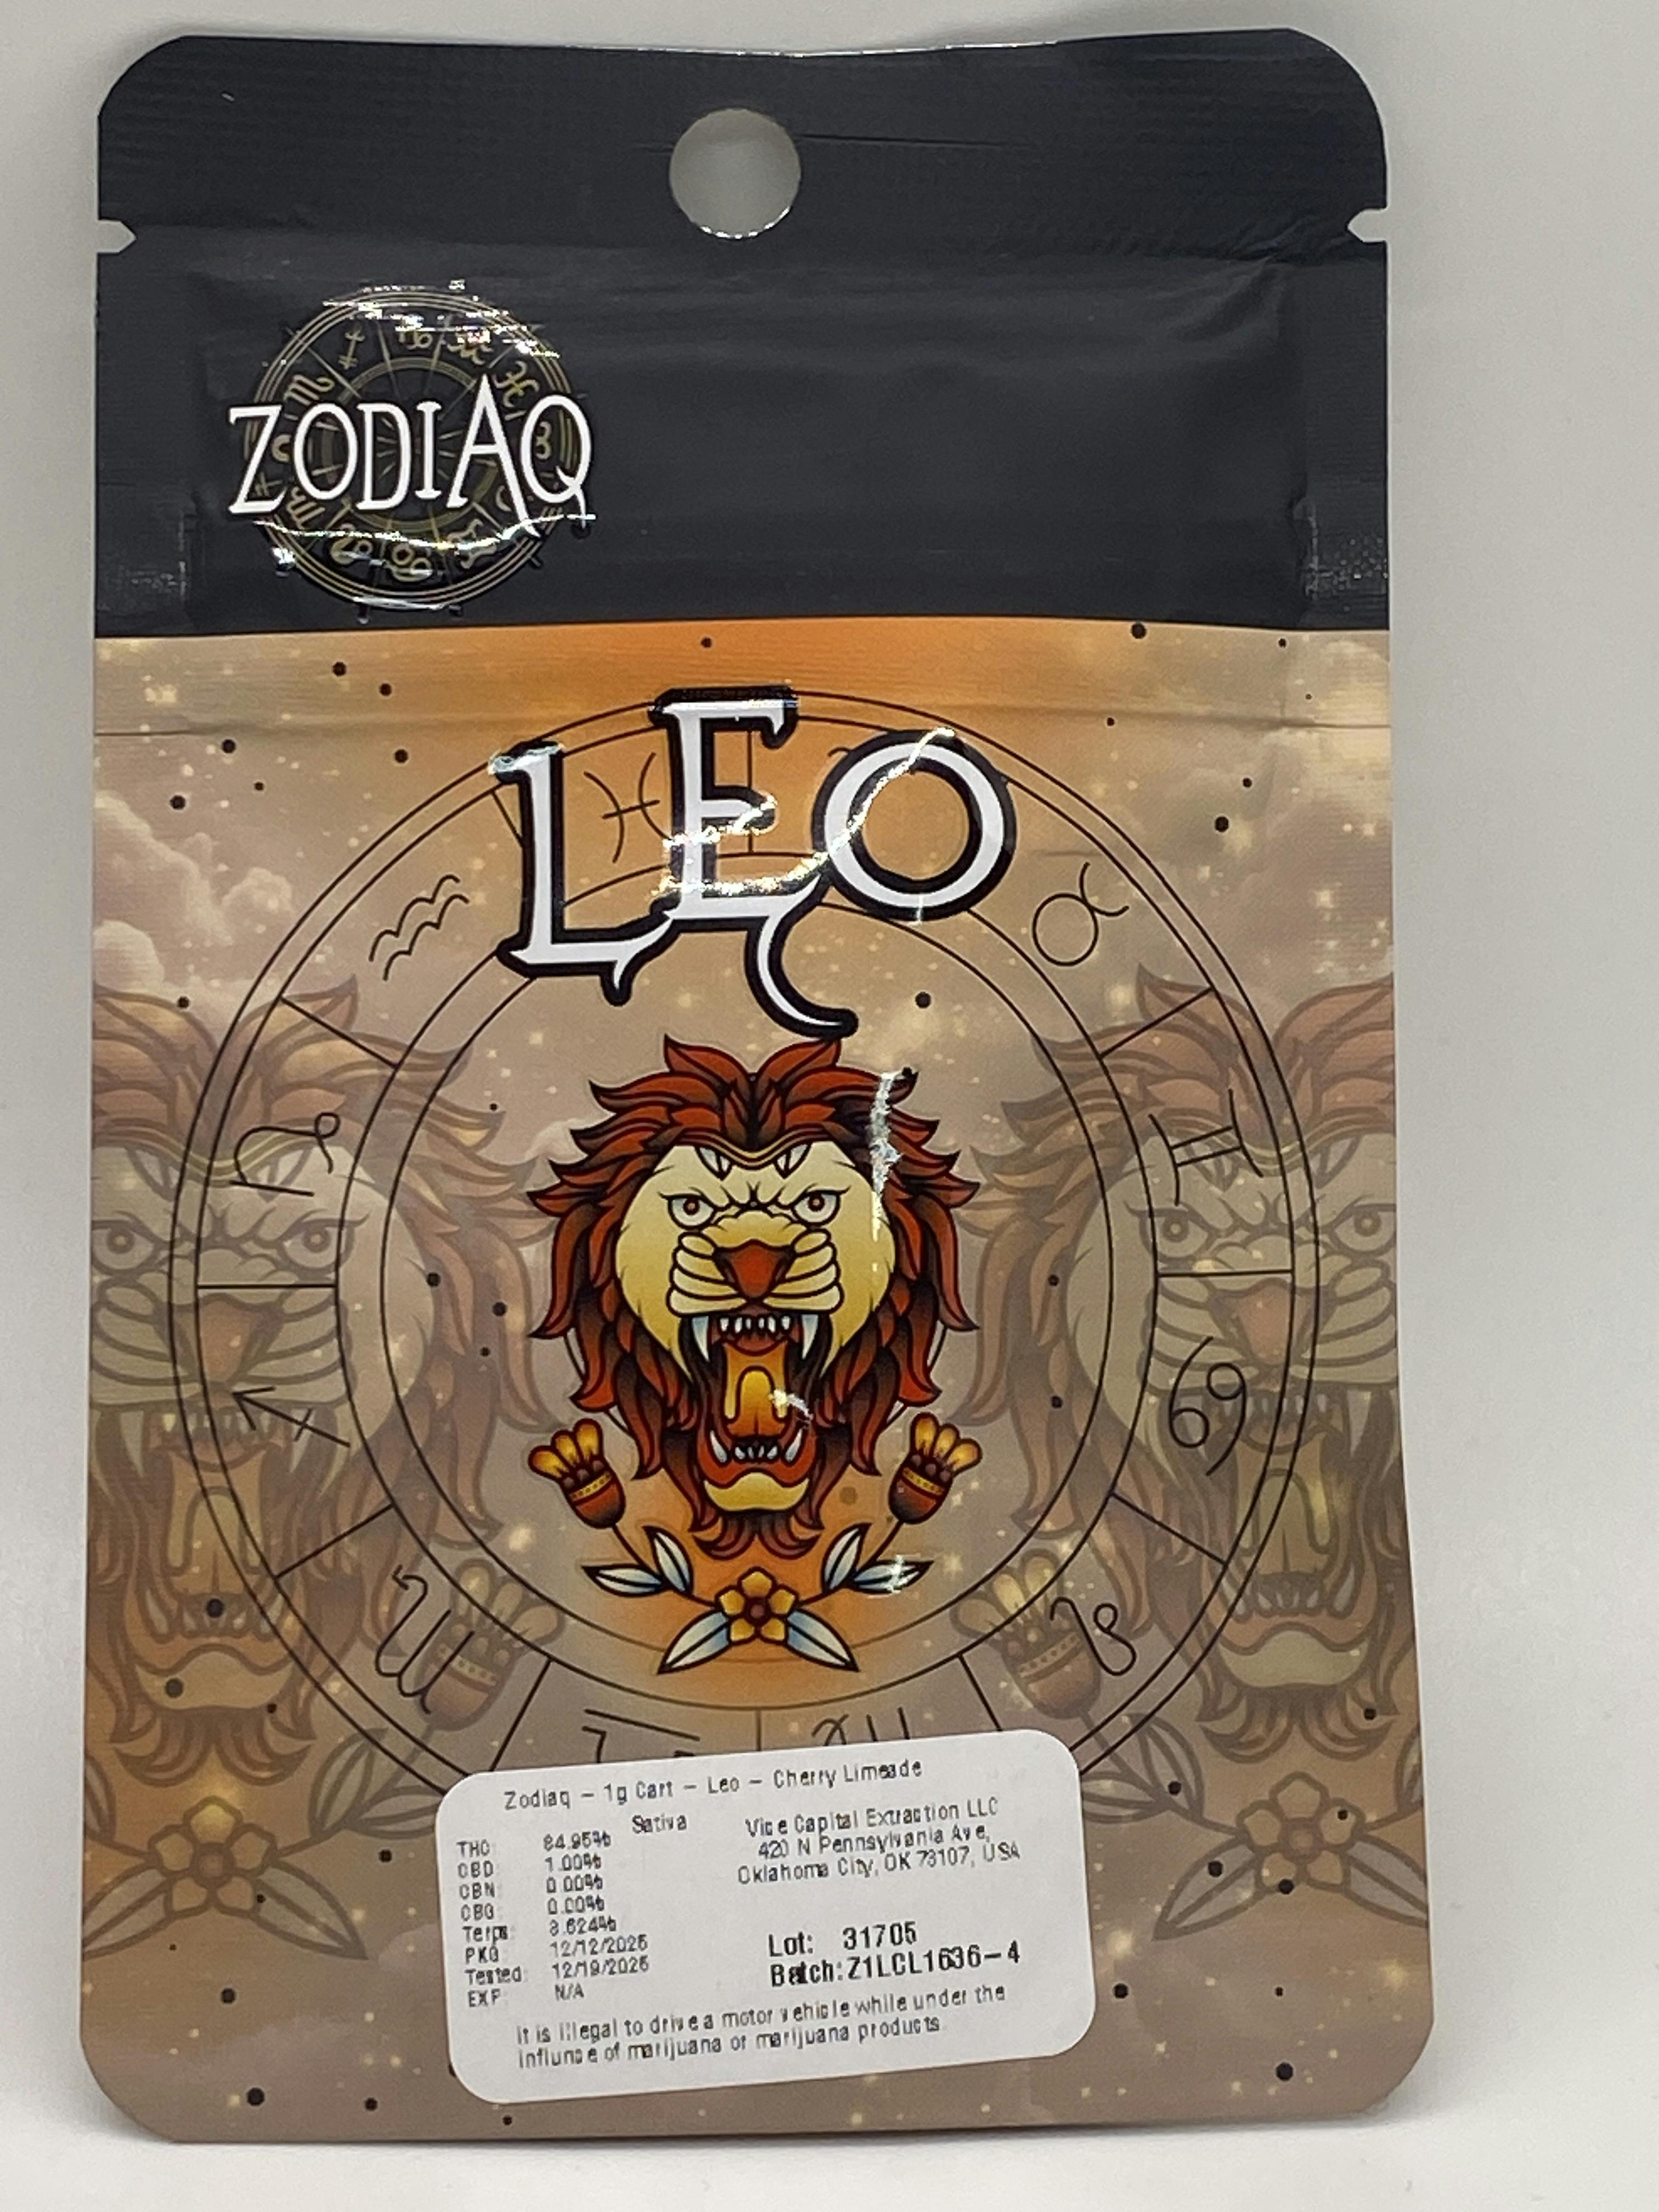 ZODIAQ
LEO
Zodiaq - 1g Cart - Leo - Cherry Limeade
Sativa
THC: 84.95%
CBD: 1.00%
CBN: 0.00%
CBG: 0.00%
Terps: 3.624%
PKG: 12/12/2025
Tested: 12/19/2025
EXP: N/A
Vice Capital Extraction LLC
420 N Pennsylvania Ave,
Oklahoma City, OK 73107, USA
Lot: 31705
Batch:Z1LCL1636-4
It is illegal to drive a motor vehicle while under the
influnce of marijuana or marijuana products.